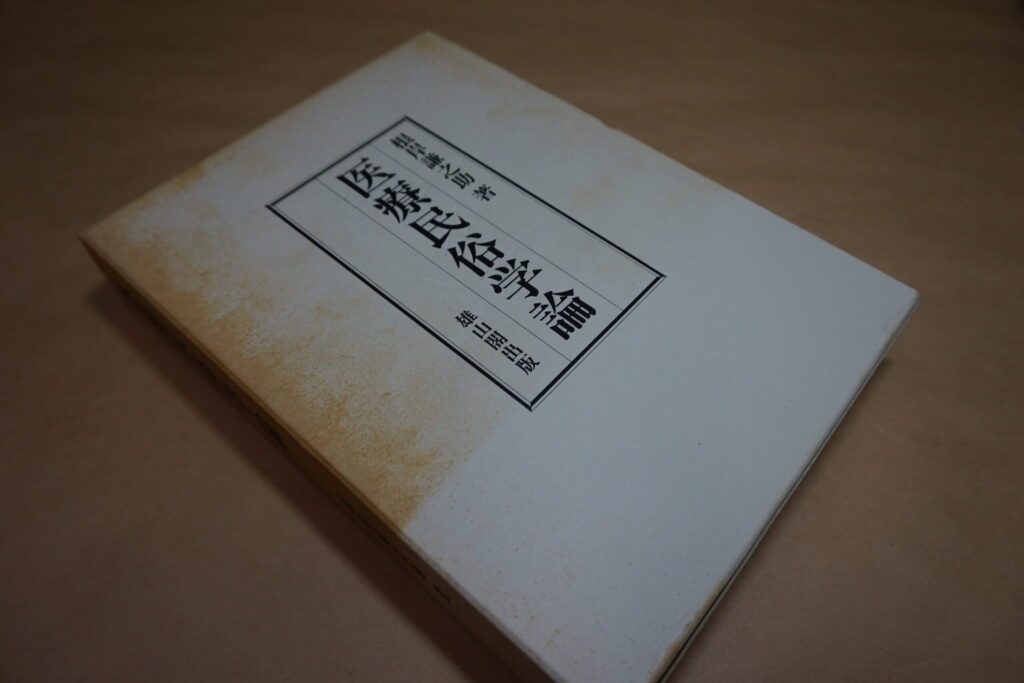 根岸謙之助 著
医療民俗学論
雄山閣出版